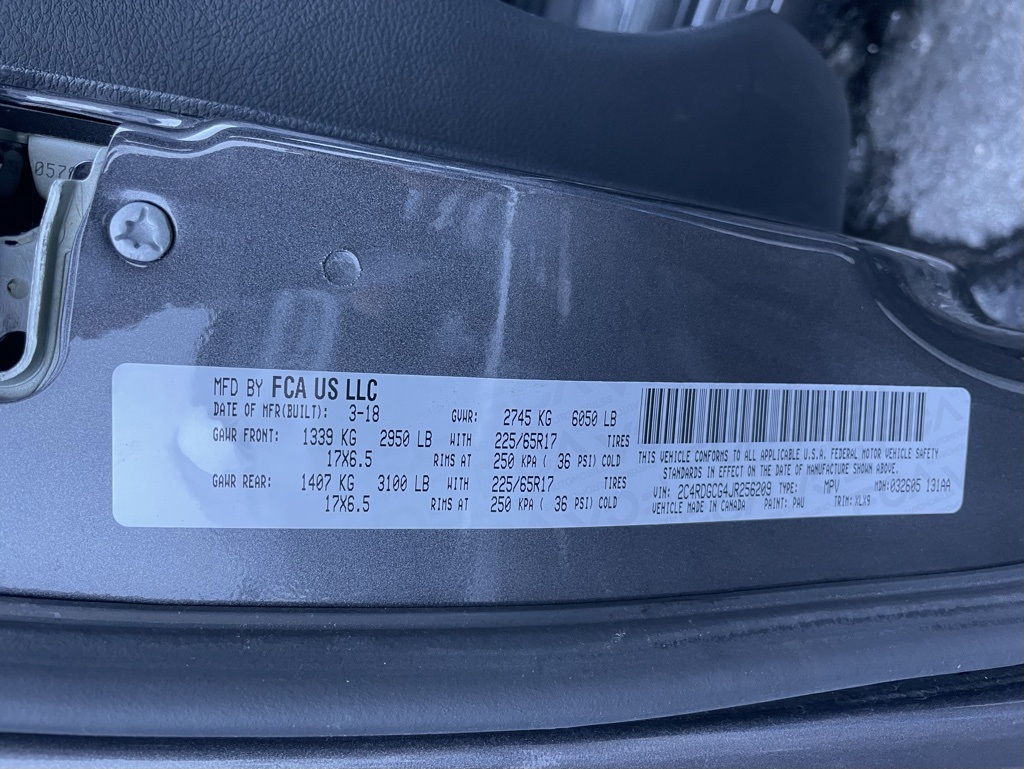 0570
MFD BY FCA US LLC
DATE OF MFR(BUILT): 3-18 GVWR: 2745 KG 6050 LB
GAWR FRONT: 1339 KG 2950 LB WITH 225/65R17 TIRES
17X6.5 RIMS AT 250 KPA ( 36 PSI) COLD
GAWR REAR: 1407 KG 3100 LB WITH 225/65R17 TIRES
17X6.5 RIMS AT 250 KPA ( 36 PSI) COLD
THIS VEHICLE CONFORMS TO ALL APPLICABLE U.S.A. FEDERAL MOTOR VEHICLE SAFETY
STANDARDS IN EFFECT ON THE DATE OF MANUFACTURE SHOWN ABOVE.
VIN: 2C4RDGCG4JR256209 TYPE: MPV MDH:032605 131AA
VEHICLE MADE IN CANADA PAINT: PAU TRIM: XLX9